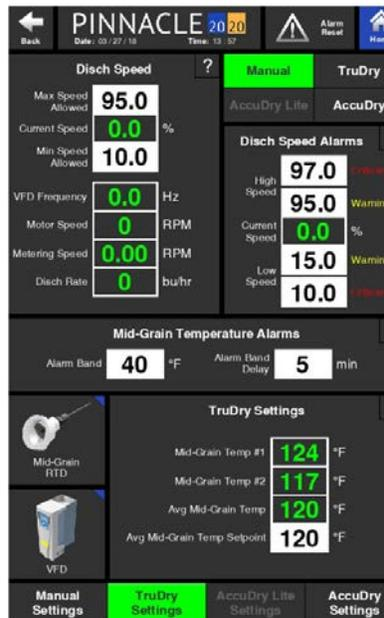 PINNACLE 20 20
Back
Date: 03/27/18
Time: 13:57
Alarm
Reset
Disch Speed
?
Max Speed
Allowed
95.0
Current Speed
0.0
%
Min Speed
Allowed
10.0
VFD Frequency
0.0
Hz
Motor Speed
0
RPM
Metering Speed
0.00
RPM
Disch Rate
0
bu/hr
Manual
TruDry
AccuDry Lite
AccuDry
Disch Speed Alarms
High
Speed
97.0
95.0
Current
Speed
0.0
%
Low
Speed
15.0
10.0
Mid-Grain Temperature Alarms
Alarm Band
40
°F
Alarm Band
Delay
5
min
Mid-Grain
RTD
VFD
TruDry Settings
Mid-Grain Temp #1
124
°F
Mid-Grain Temp #2
117
°F
Avg Mid-Grain Temp
120
°F
Avg Mid-Grain Temp Setpoint
120
°F
Manual
Settings
TruDry
Settings
AccuDry Lite
Settings
AccuDry
Settings